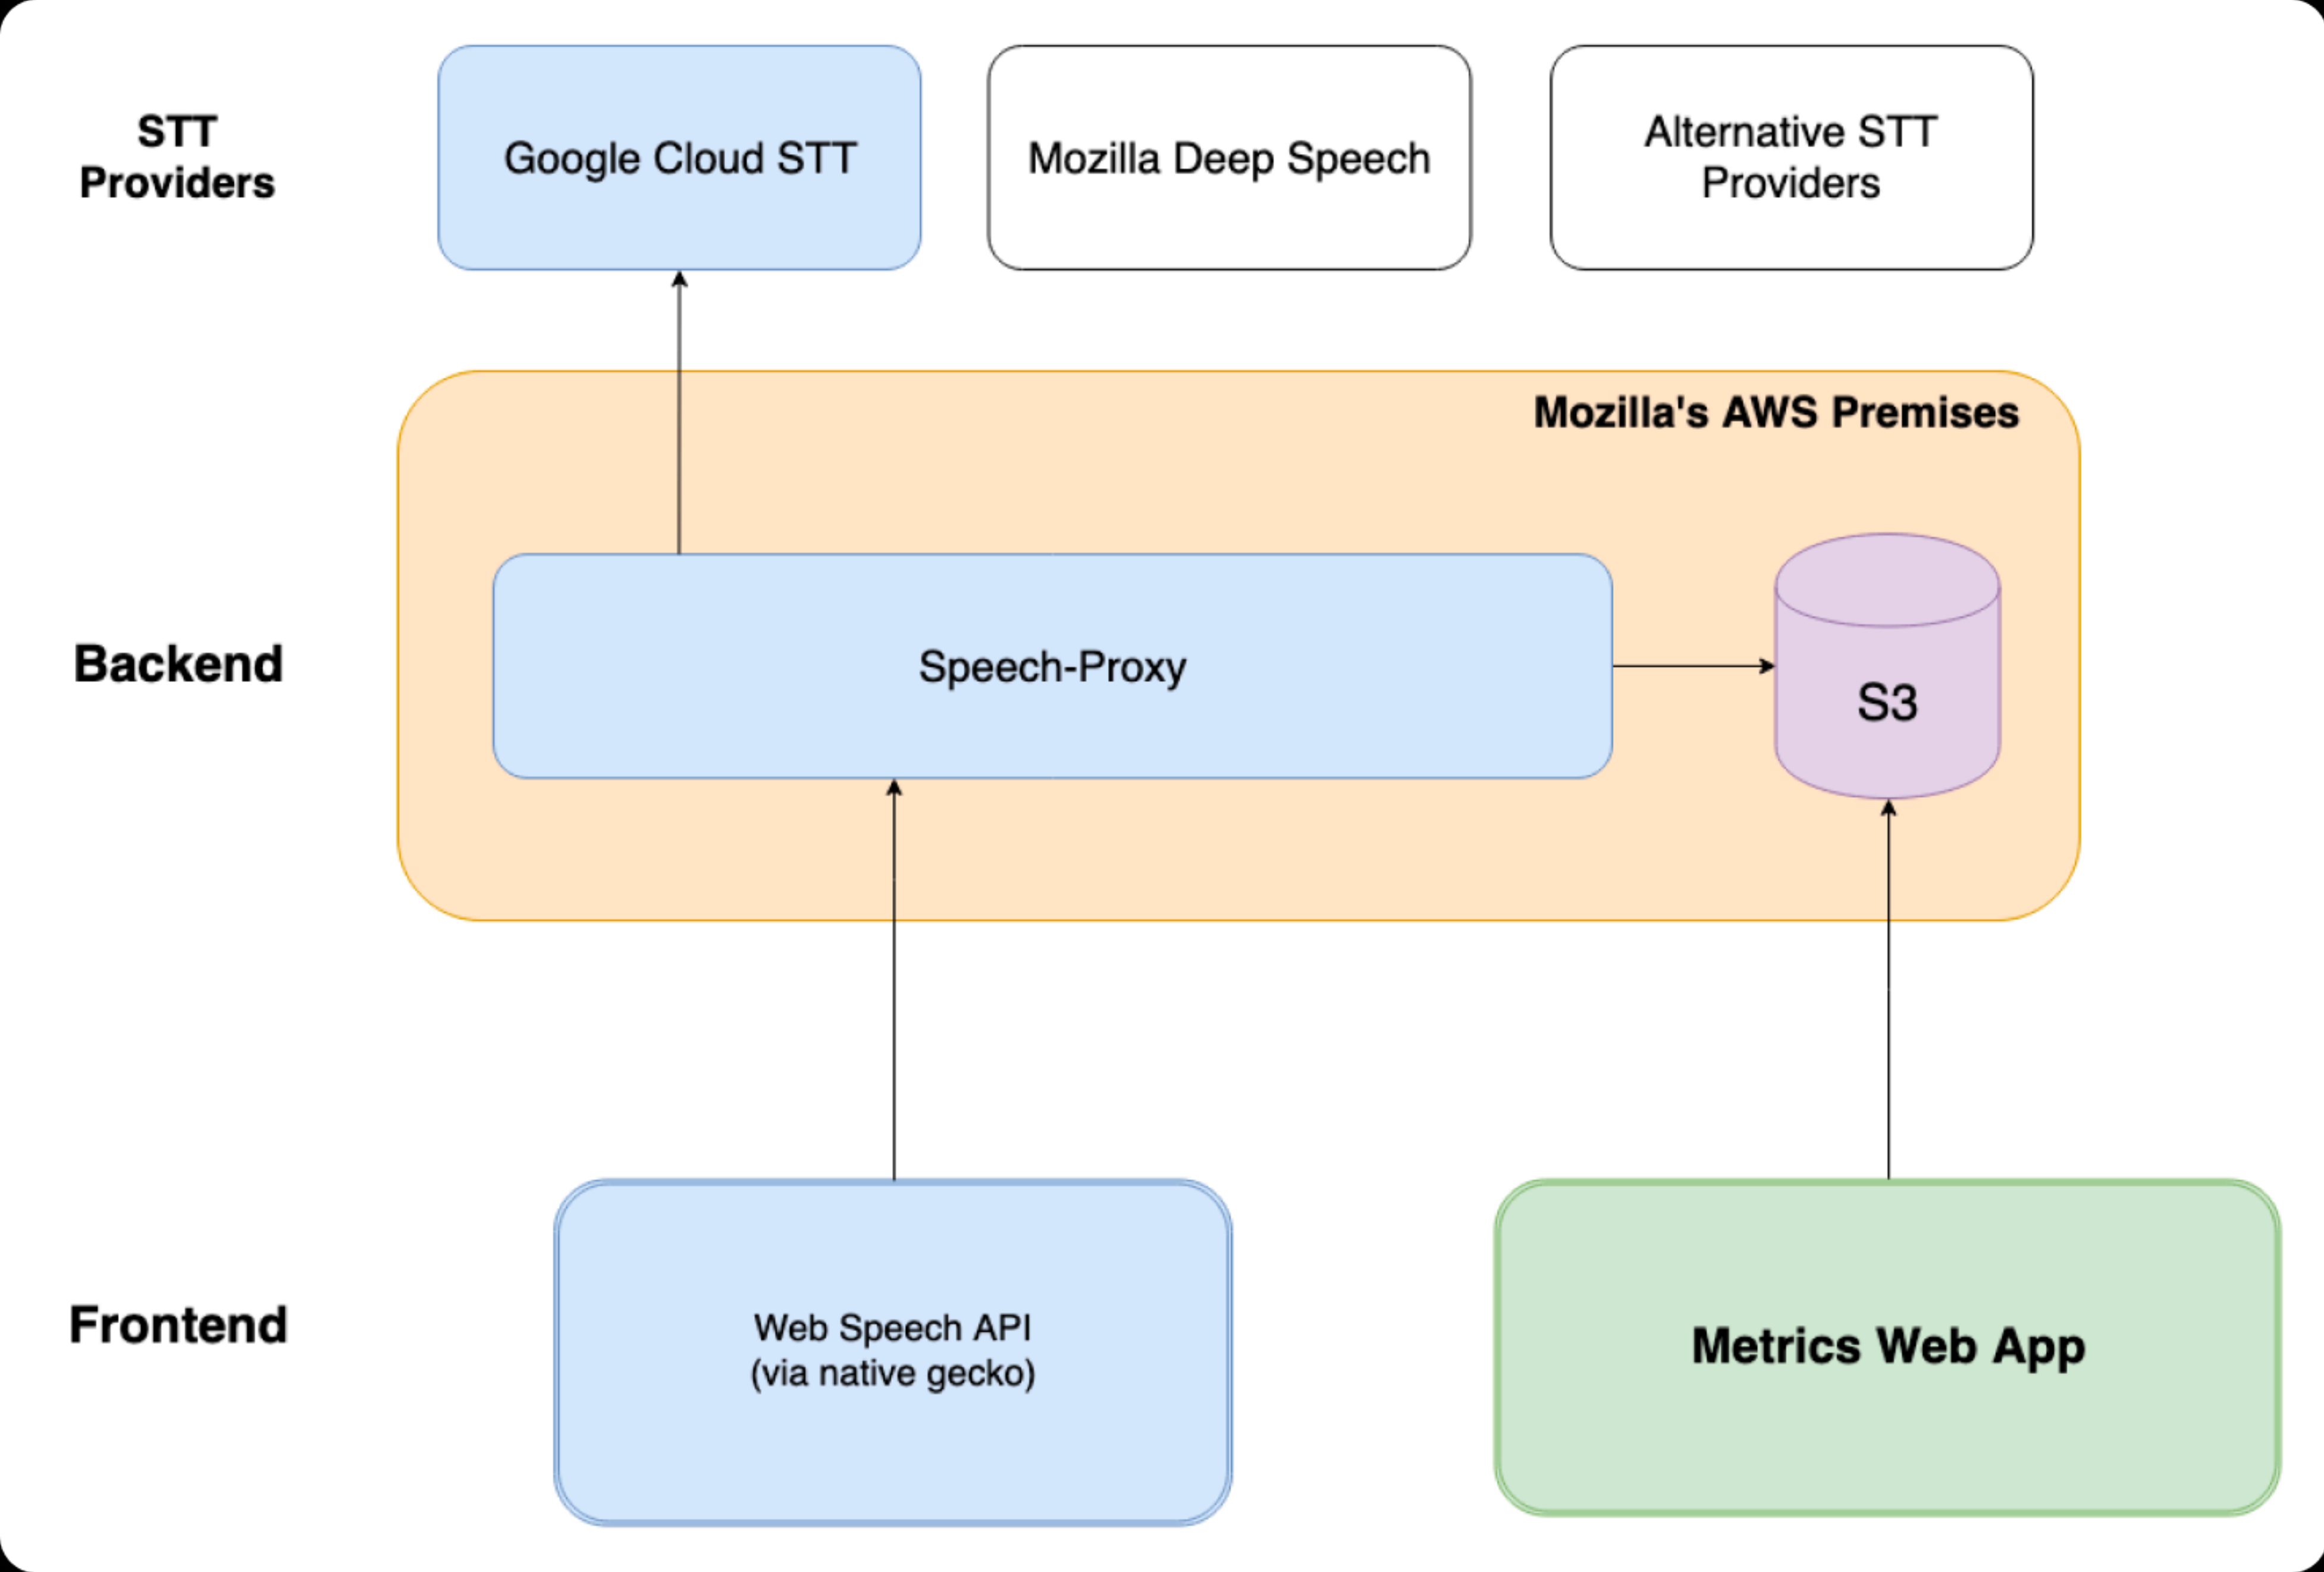 STT
Providers
Google Cloud STT
Mozilla Deep Speech
Alternative STT
Providers
Mozilla's AWS Premises
Backend
Speech-Proxy
S3
Frontend
Web Speech API
(via native gecko)
Metrics Web App